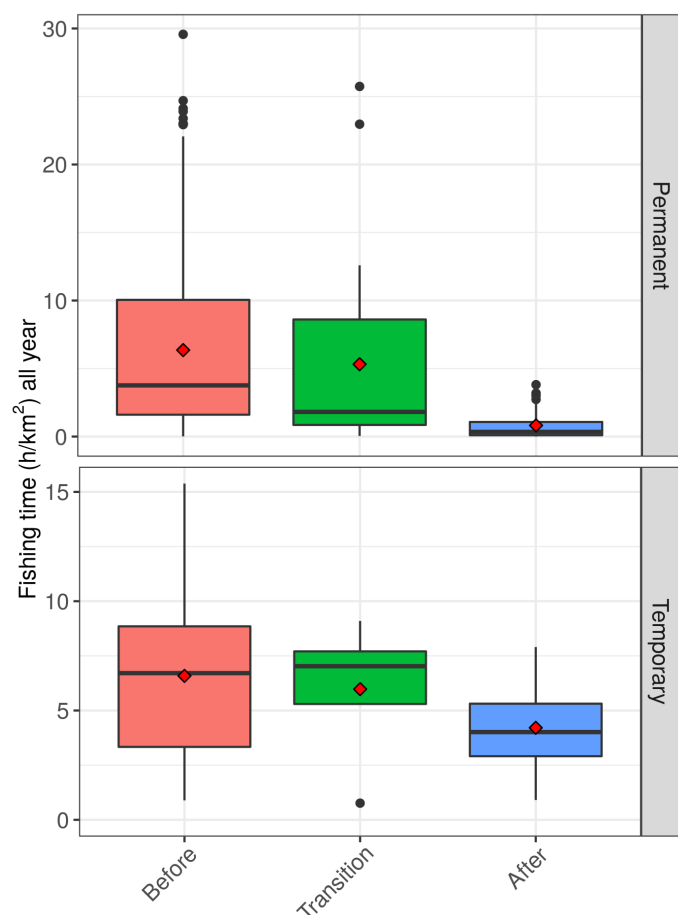 Fishing time (h/km²) all year
30
20
10
0
Permanent
15
10
5
0
Temporary
Before
Transition
After